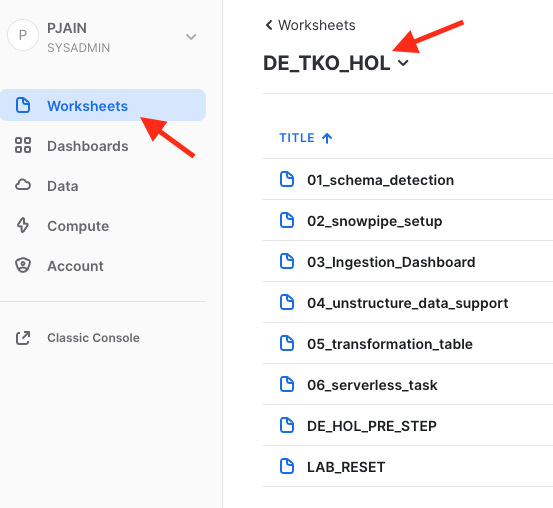 P
PJAIN
SYSADMIN
Worksheets
Dashboards
Data
Compute
Account
Classic Console
Worksheets
DE_TKO_HOL
TITLE
01_schema_detection
02_snowpipe_setup
03_Ingestion_Dashboard
04_unstructure_data_support
05_transformation_table
06_serverless_task
DE_HOL_PRE_STEP
LAB_RESET